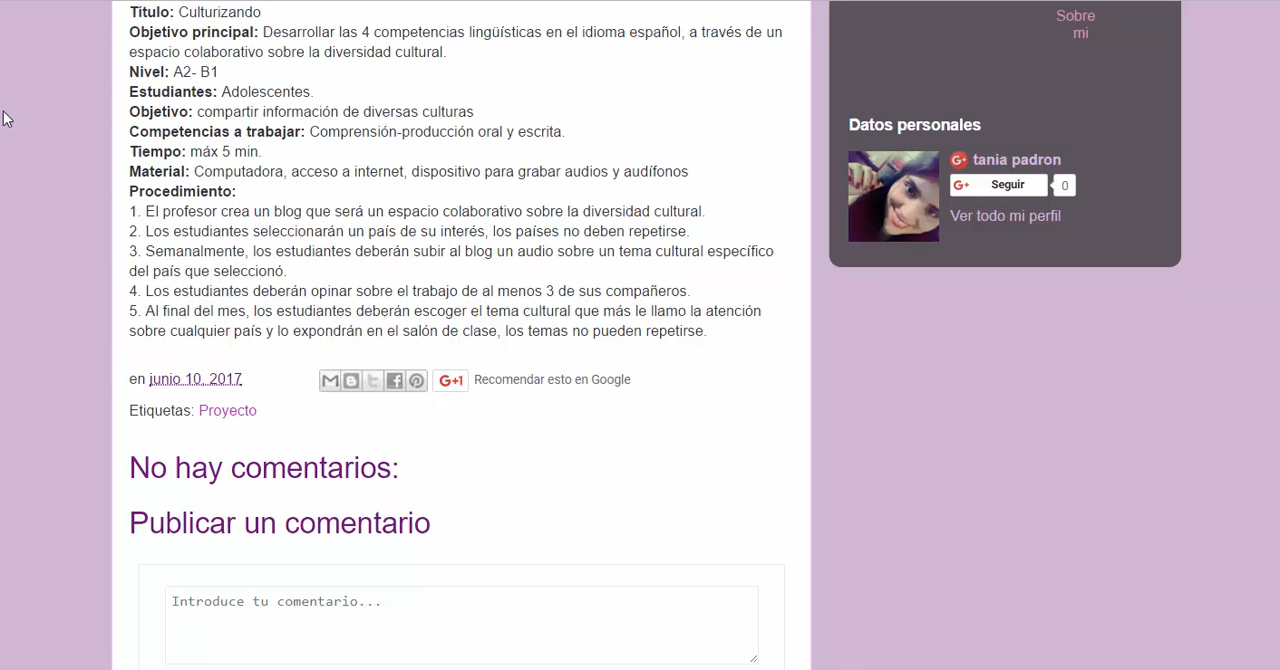 Titulo: Culturizando
Objetivo principal: Desarrollar las 4 competencias lingüísticas en el idioma español, a través de un
espacio colaborativo sobre la diversidad cultural.
Nivel: A2- B1
Estudiantes: Adolescentes.
Objetivo: compartir información de diversas culturas
Competencias a trabajar: Comprensión-producción oral y escrita.
Tiempo: máx 5 min.
Material: Computadora, acceso a internet, dispositivo para grabar audios y audífonos
Procedimiento:
1. El profesor crea un blog que será un espacio colaborativo sobre la diversidad cultural.
2. Los estudiantes seleccionarán un país de su interés, los países no deben repetirse.
3. Semanalmente, los estudiantes deberán subir al blog un audio sobre un tema cultural específico
del país que seleccionó.
4. Los estudiantes deberán opinar sobre el trabajo de al menos 3 de sus compañeros.
5. Al final del mes, los estudiantes deberán escoger el tema cultural que más le llamo la atención
sobre cualquier país y lo expondrán en el salón de clase, los temas no pueden repetirse.
en junio 10, 2017
G+1 Recomendar esto en Google
Etiquetas: Proyecto
No hay comentarios:
Publicar un comentario
Introduce tu comentario...
Sobre
mi
Datos personales
G+ tania padron
G+ Seguir 0
Ver todo mi perfil